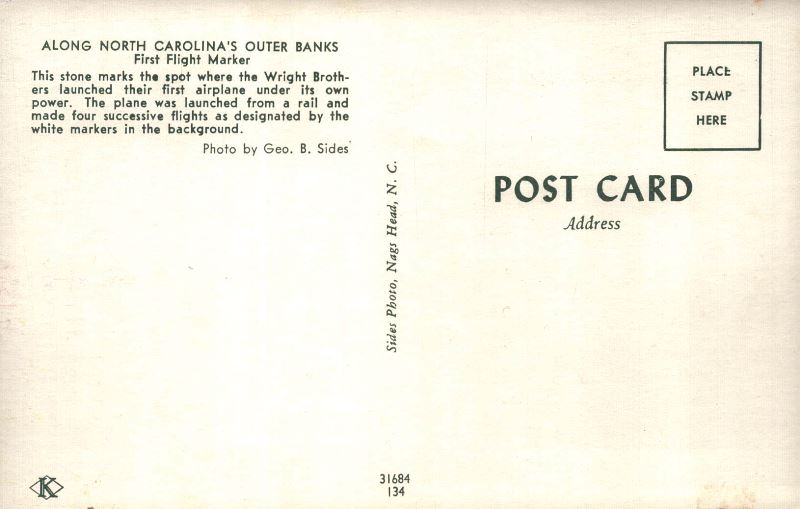 ALONG NORTH CAROLINA'S OUTER BANKS
First Flight Marker
This stone marks the spot where the Wright Broth-
ers launched their first airplane under its own
power. The plane was launched from a rail and
made four successive flights as designated by the
white markers in the background.
Photo by Geo. B. Sides
Sides Photo, Nags Head, N. C.
PLACE
STAMP
HERE
POST CARD
Address
K
31684
134